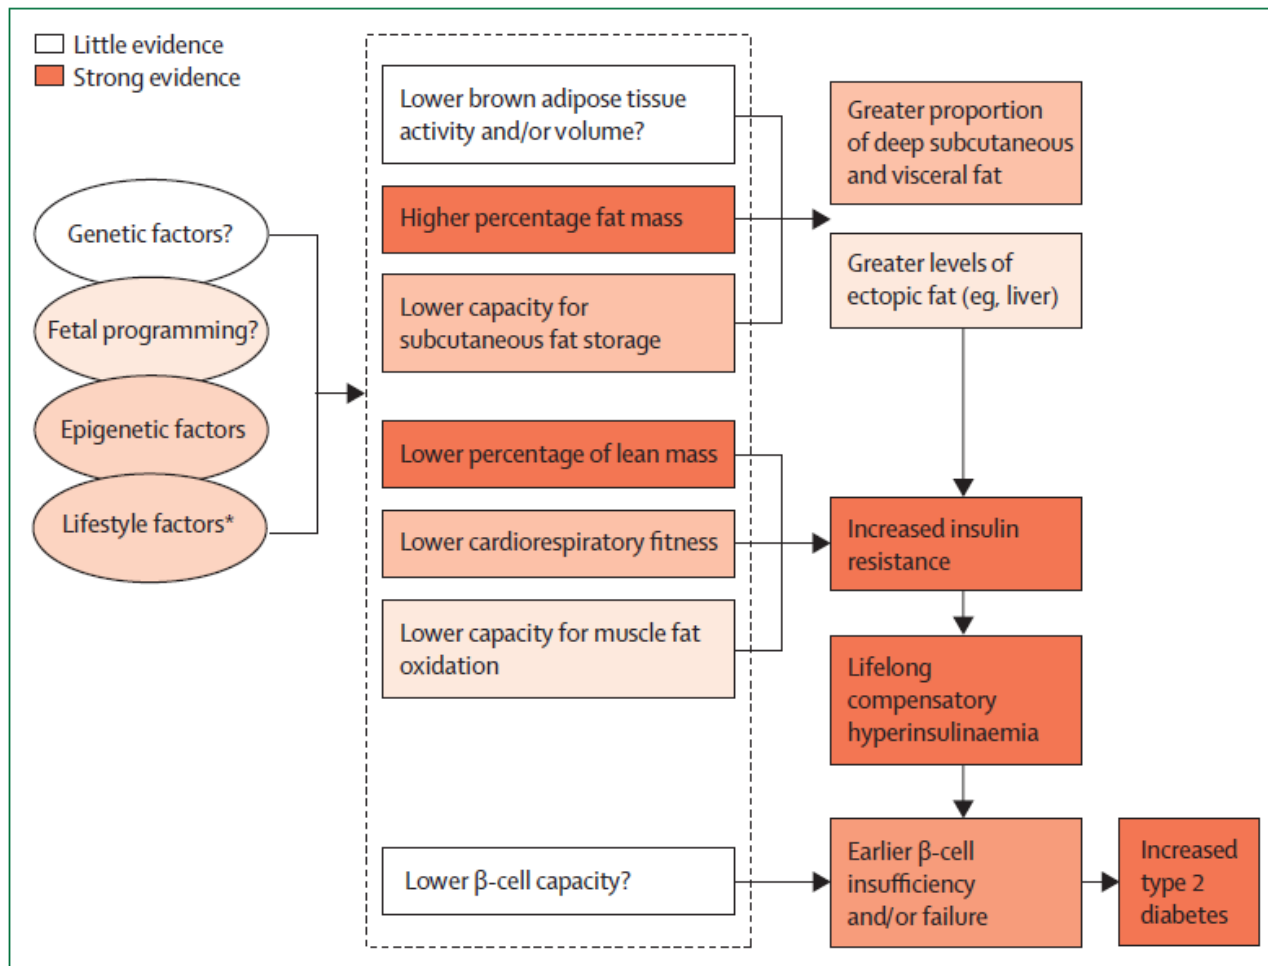 Little evidence
Strong evidence
Genetic factors?
Fetal programming?
Epigenetic factors
Lifestyle factors*
Lower brown adipose tissue
activity and/or volume?
Higher percentage fat mass
Lower capacity for
subcutaneous fat storage
Lower percentage of lean mass
Lower cardiorespiratory fitness
Lower capacity for muscle fat
oxidation
Lower β-cell capacity?
Greater proportion
of deep subcutaneous
and visceral fat
Greater levels of
ectopic fat (eg, liver)
Increased insulin
resistance
Lifelong
compensatory
hyperinsulinaemia
Earlier β-cell
insufficiency
and/or failure
Increased
type 2
diabetes